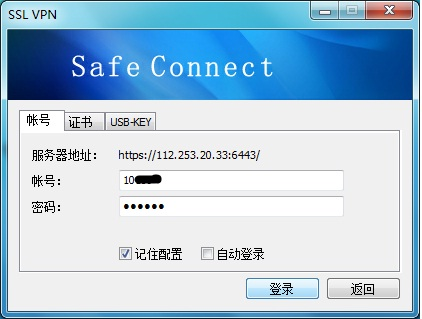 SSL VPN
Safe Connect
帐号 证书 USB-KEY
服务器地址： https://112.253.20.33:6443/
帐号： 10
密码： ●●●●●●
记住配置 自动登录
登录 返回